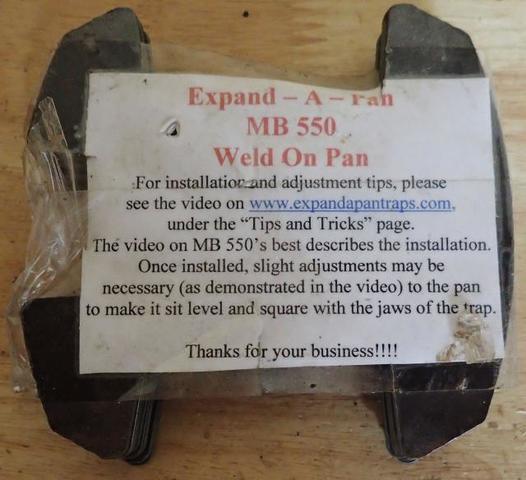 Expand – A – Pan
MB 550
Weld On Pan
For installation and adjustment tips, please
see the video on www.expandapantraps.com,
under the “Tips and Tricks” page.
The video on MB 550’s best describes the installation.
Once installed, slight adjustments may be
necessary (as demonstrated in the video) to the pan
to make it sit level and square with the jaws of the trap.
Thanks for your business!!!!